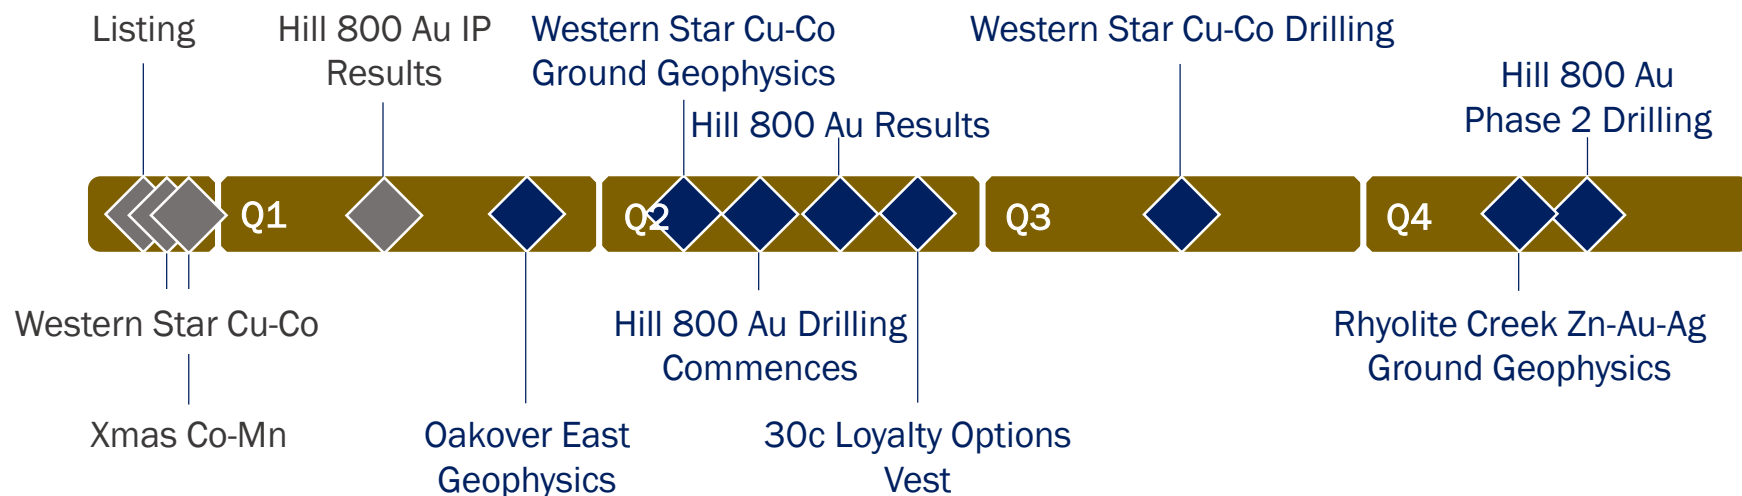 Listing
Hill 800 Au IP
Results
Western Star Cu-Co
Ground Geophysics
Hill 800 Au Results
Western Star Cu-Co Drilling
Hill 800 Au
Phase 2 Drilling
Q1
Q2
Q3
Q4
Western Star Cu-Co
Xmas Co-Mn
Oakover East
Geophysics
Hill 800 Au Drilling
Commences
30c Loyalty Options
Vest
Rhyolite Creek Zn-Au-Ag
Ground Geophysics